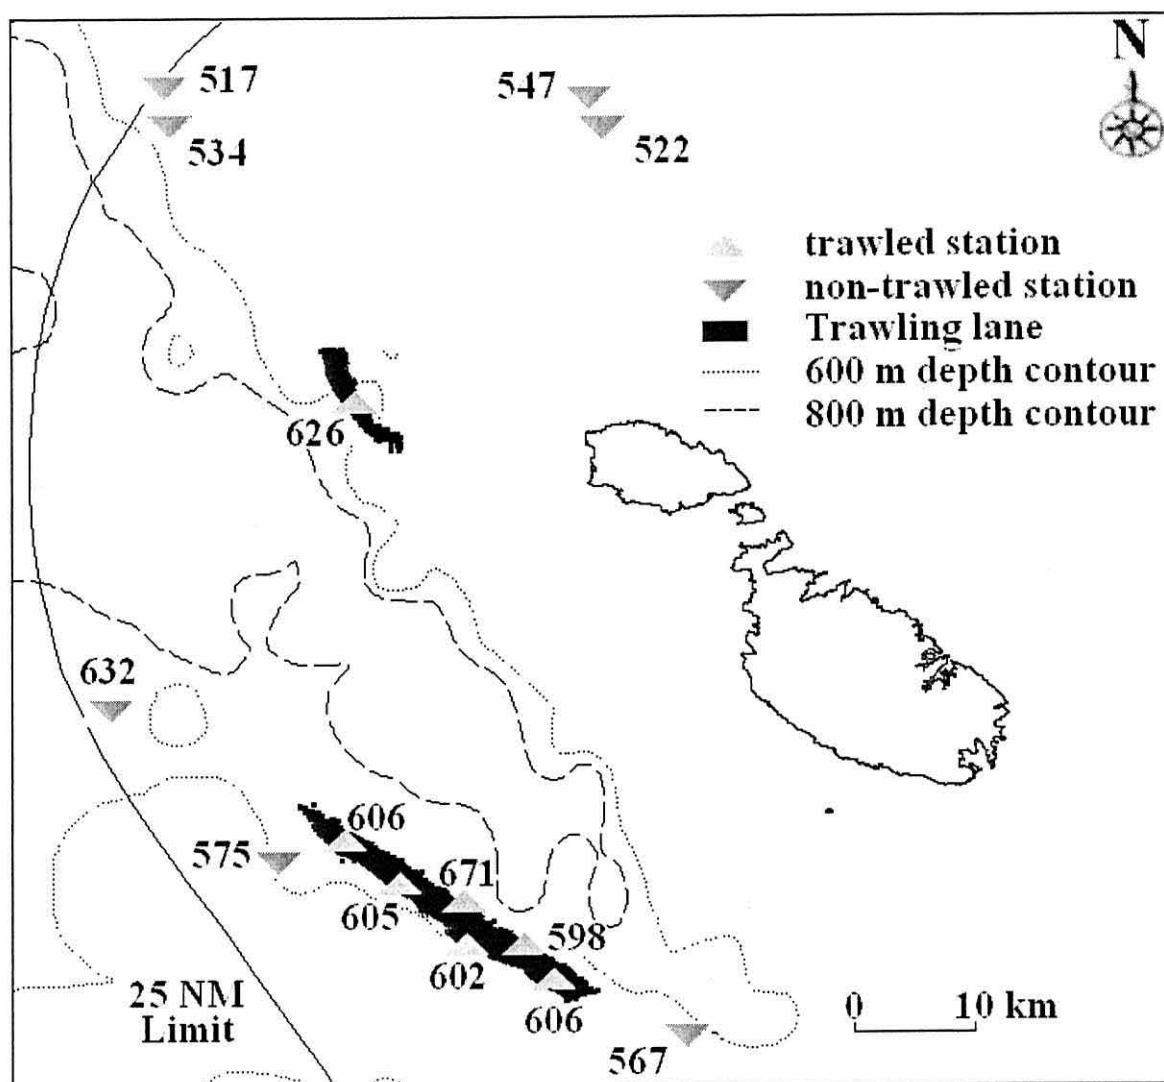 N
517
547
534
522
trawled station
non-trawled station
Trawling lane
600 m depth contour
800 m depth contour
626
632
606
575
671
605
598
602
25 NM
Limit
606
0 10 km
567